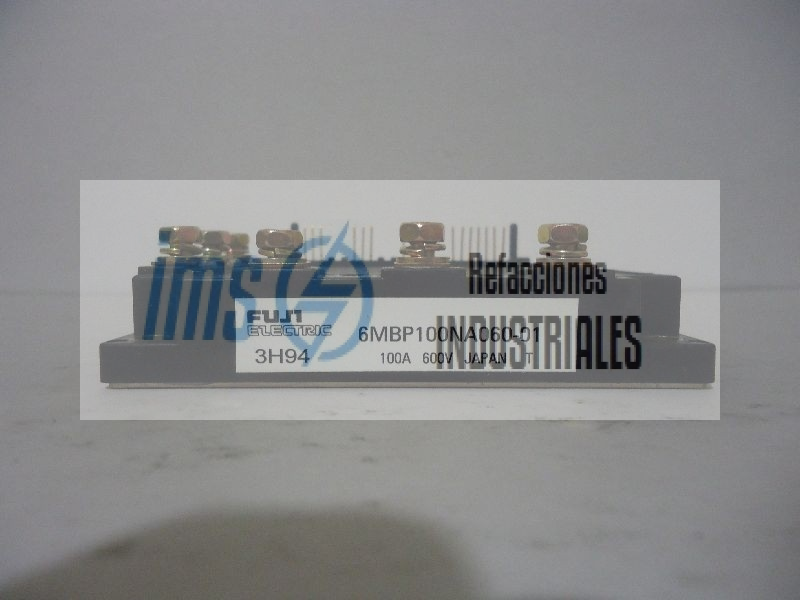 ims
Refacciones
INDUSTRIALES
FUJI
ELECTRIC
6MBP100NA060-01
3H94
100A 600V JAPAN T